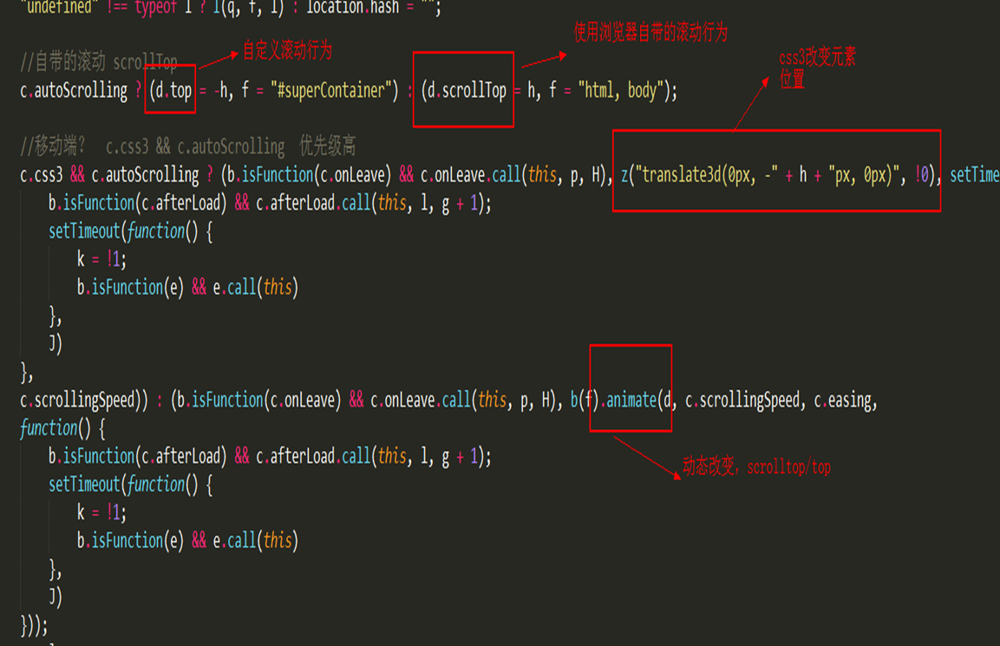 "undefined" !== typeof I ? I(q, f, l) : location.hash = "";
使用浏览器自带的滚动行为
自定义滚动行为
css3改变元素
位置
//自带的滚动 scrollTop
c.autoScrolling ? (d.top = -h, f = "#superContainer") : (d.scrollTop = h, f = "html, body");
//移动端?  c.css3 && c.autoScrolling  优先级高
c.css3 && c.autoScrolling ? (b.isFunction(c.onLeave) && c.onLeave.call(this, p, H), z("translate3d(0px, -" + h + "px, 0px)", !0), setTime
b.isFunction(c.afterLoad) && c.afterLoad.call(this, l, g + 1);
setTimeout(function() {
k = !1;
b.isFunction(e) && e.call(this)
},
J)
},
c.scrollingSpeed)) : (b.isFunction(c.onLeave) && c.onLeave.call(this, p, H), b(f).animate(d, c.scrollingSpeed, c.easing,
function() {
b.isFunction(c.afterLoad) && c.afterLoad.call(this, l, g + 1);
动态改变，scrolltop/top
setTimeout(function() {
k = !1;
b.isFunction(e) && e.call(this)
},
J)
}));